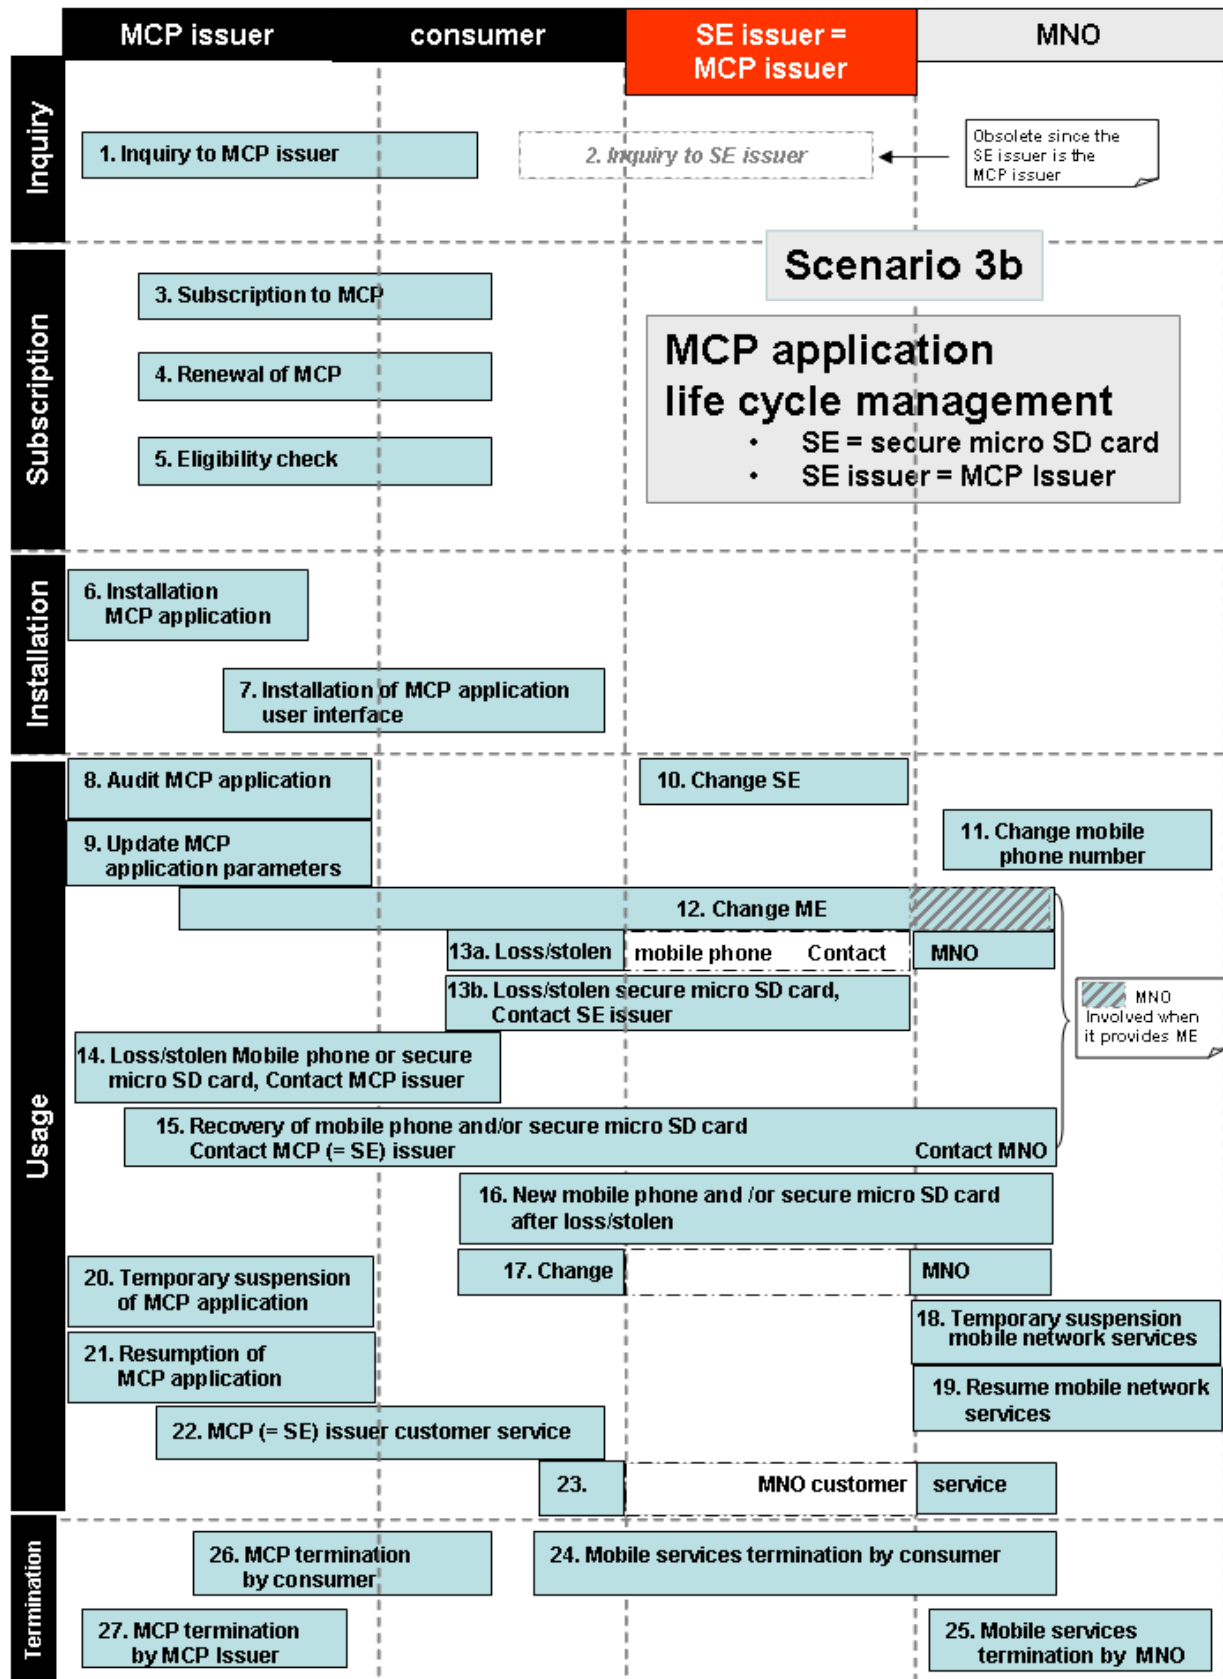 MCP issuer
consumer
SE issuer =
MCP issuer
MNO
Inquiry
1. Inquiry to MCP issuer
2. Inquiry to SE issuer
Obsolete since the
SE issuer is the
MCP issuer
Scenario 3b
MCP application
life cycle management
• SE = secure micro SD card
• SE issuer = MCP Issuer
Subscription
3. Subscription to MCP
4. Renewal of MCP
5. Eligibility check
Installation
6. Installation
MCP application
7. Installation of MCP application
user interface
Usage
8. Audit MCP application
10. Change SE
9. Update MCP
application parameters
11. Change mobile
phone number
12. Change ME
13a. Loss/stolen mobile phone Contact MNO
13b. Loss/stolen secure micro SD card,
Contact SE issuer
MNO
Involved when
it provides ME
14. Loss/stolen Mobile phone or secure
micro SD card, Contact MCP issuer
15. Recovery of mobile phone and/or secure micro SD card
Contact MCP (= SE) issuer Contact MNO
16. New mobile phone and /or secure micro SD card
after loss/stolen
17. Change MNO
20. Temporary suspension
of MCP application
18. Temporary suspension
mobile network services
21. Resumption of
MCP application
19. Resume mobile network
services
22. MCP (= SE) issuer customer service
23. MNO customer service
Termination
26. MCP termination
by consumer
24. Mobile services termination by consumer
27. MCP termination
by MCP Issuer
25. Mobile services
termination by MNO